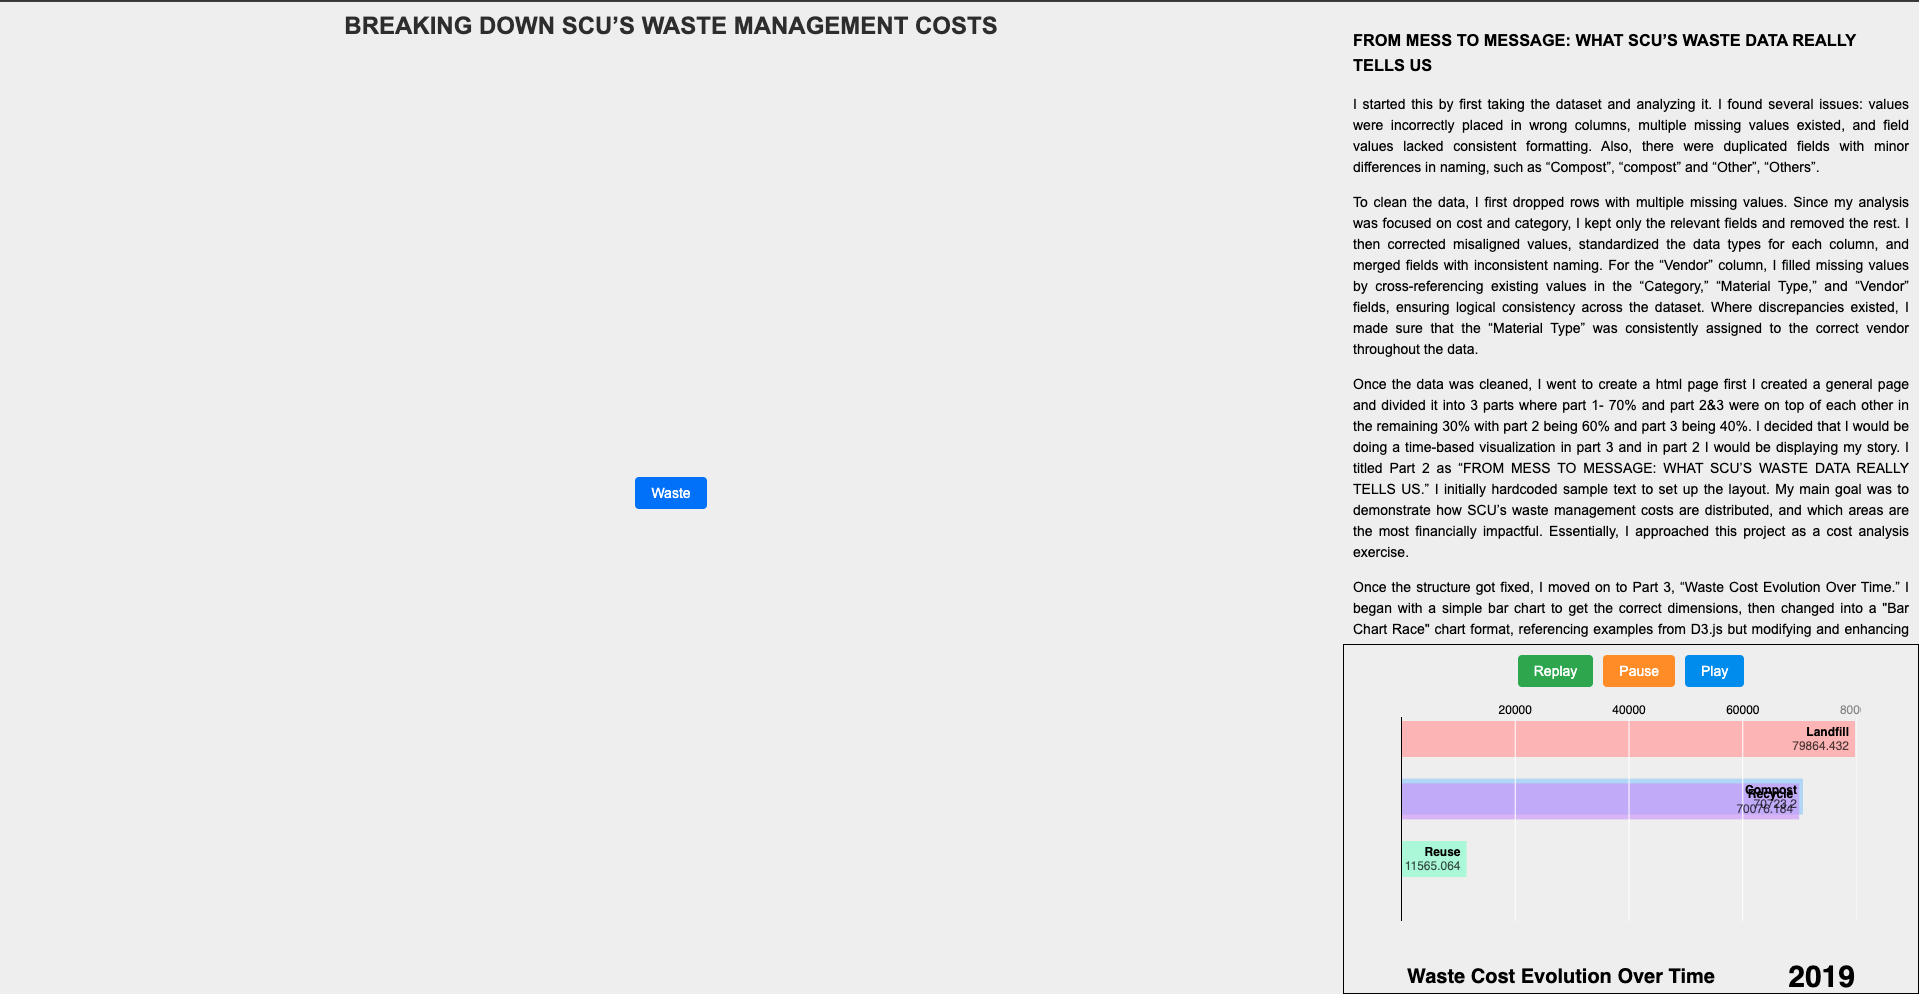 BREAKING DOWN SCU’S WASTE MANAGEMENT COSTS
Waste
FROM MESS TO MESSAGE: WHAT SCU’S WASTE DATA REALLY
TELLS US
I started this by first taking the dataset and analyzing it. I found several issues: values
were incorrectly placed in wrong columns, multiple missing values existed, and field
values lacked consistent formatting. Also, there were duplicated fields with minor
differences in naming, such as “Compost”, “compost” and “Other”, “Others”.
To clean the data, I first dropped rows with multiple missing values. Since my analysis
was focused on cost and category, I kept only the relevant fields and removed the rest. I
then corrected misaligned values, standardized the data types for each column, and
merged fields with inconsistent naming. For the “Vendor” column, I filled missing values
by cross-referencing existing values in the “Category,” “Material Type,” and “Vendor”
fields, ensuring logical consistency across the dataset. Where discrepancies existed, I
made sure that the “Material Type” was consistently assigned to the correct vendor
throughout the data.
Once the data was cleaned, I went to create a html page first I created a general page
and divided it into 3 parts where part 1- 70% and part 2&3 were on top of each other in
the remaining 30% with part 2 being 60% and part 3 being 40%. I decided that I would be
doing a time-based visualization in part 3 and in part 2 I would be displaying my story. I
titled Part 2 as “FROM MESS TO MESSAGE: WHAT SCU’S WASTE DATA REALLY
TELLS US.” I initially hardcoded sample text to set up the layout. My main goal was to
demonstrate how SCU’s waste management costs are distributed, and which areas are
the most financially impactful. Essentially, I approached this project as a cost analysis
exercise.
Once the structure got fixed, I moved on to Part 3, “Waste Cost Evolution Over Time.” I
began with a simple bar chart to get the correct dimensions, then changed into a "Bar
Chart Race" chart format, referencing examples from D3.js but modifying and enhancing
Replay Pause Play
20000 40000 60000 800
Landfill
79864.432
Compost
Recycle
70723.2
70076.184
Reuse
11565.064
Waste Cost Evolution Over Time 2019